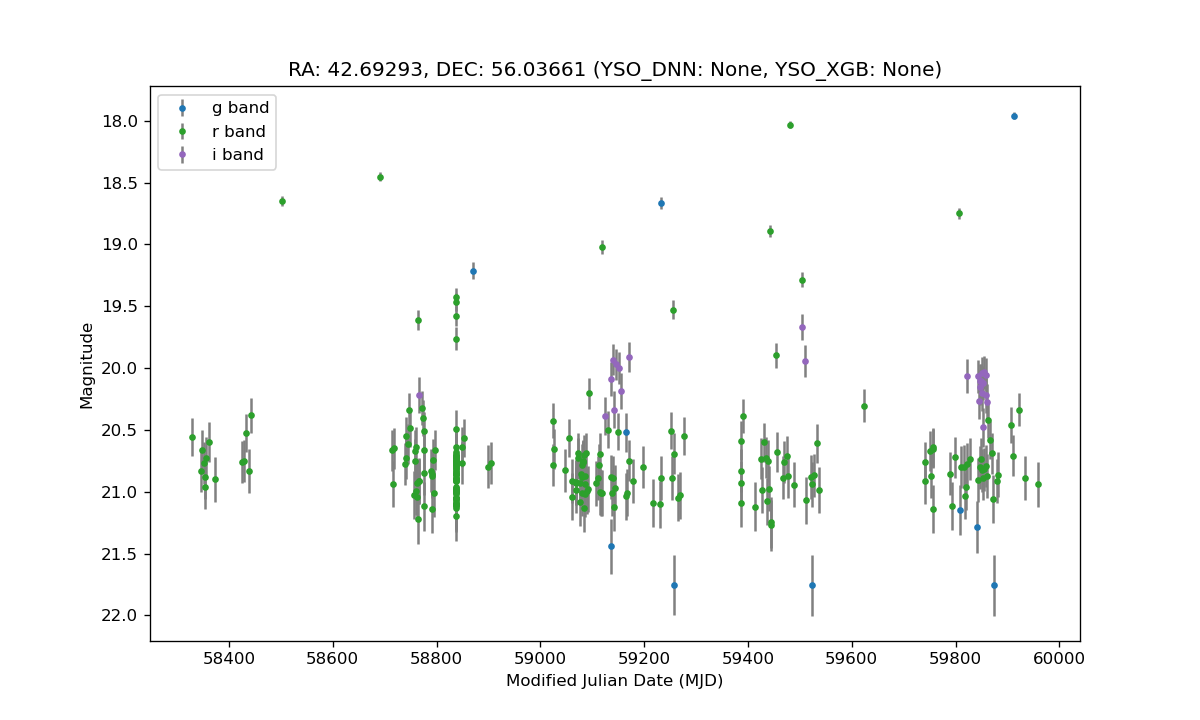 RA: 42.69293, DEC: 56.03661 (YSO_DNN: None, YSO_XGB: None)
g band
r band
i band
18.0
18.5
19.0
19.5
20.0
20.5
21.0
21.5
22.0
Magnitude
58400 58600 58800 59000 59200 59400 59600 59800 60000
Modified Julian Date (MJD)